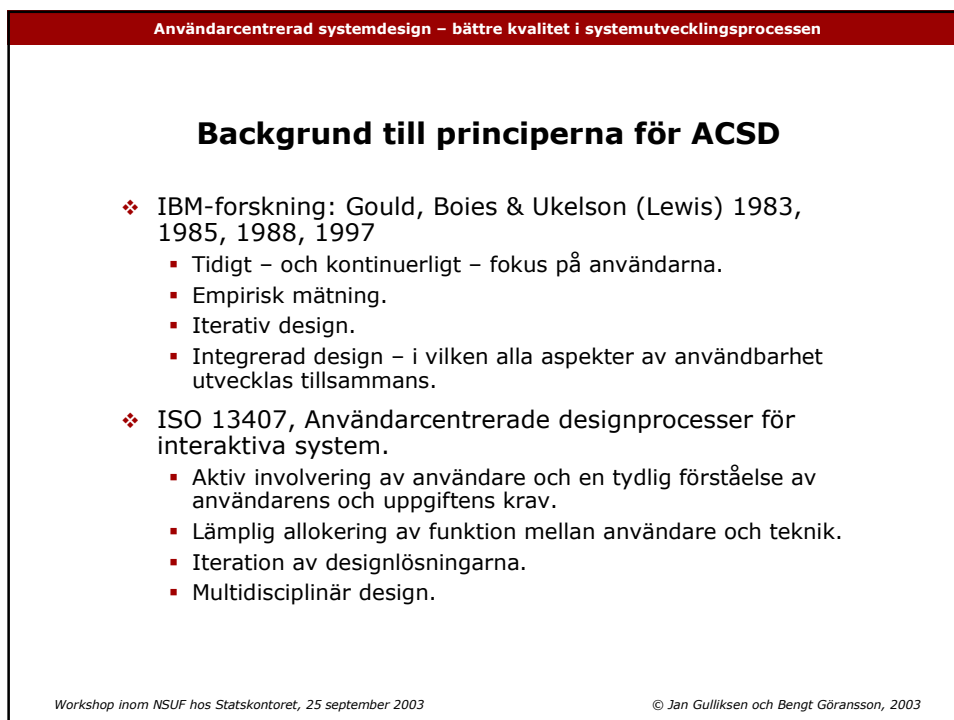 Användarcentrerad systemdesign – bättre kvalitet i systemutvecklingsprocessen
Backgrund till principerna för ACSD
❖ IBM-forskning: Gould, Boies & Ukelson (Lewis) 1983,
1985, 1988, 1997
▪ Tidigt – och kontinuerligt – fokus på användarna.
▪ Empirisk mätning.
▪ Iterativ design.
▪ Integrerad design – i vilken alla aspekter av användbarhet
utvecklas tillsammans.
❖ ISO 13407, Användarcentrerade designprocesser för
interaktiva system.
▪ Aktiv involvering av användare och en tydlig förståelse av
användarens och uppgiftens krav.
▪ Lämplig allokering av funktion mellan användare och teknik.
▪ Iteration av designlösningarna.
▪ Multidisciplinär design.
Workshop inom NSUF hos Statskontoret, 25 september 2003
© Jan Gulliksen och Bengt Göransson, 2003